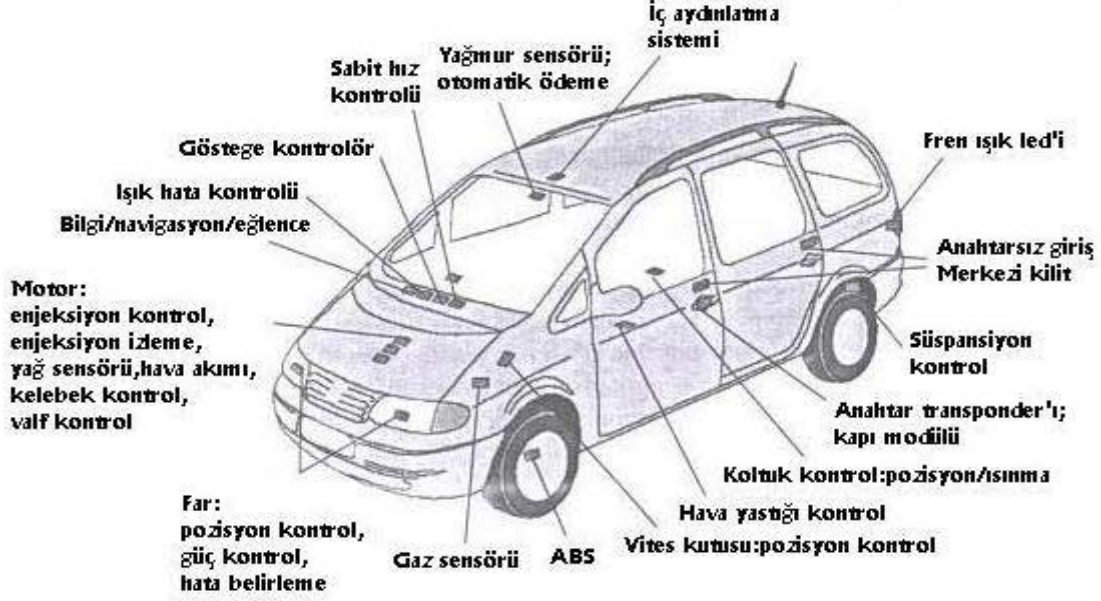 İç aydınlatma
sistemi
Yağmur sensörü;
otomatik ödeme
Sabit hız
kontrolü
Göstege kontrolör
Işık hata kontrolü
Bilgi/navigasyon/eğlence
Motor:
enjeksiyon kontrol,
enjeksiyon izleme,
yağ sensörü,hava akımı,
kelebek kontrol,
valf kontrol
Far:
pozisyon kontrol,
güç kontrol,
hata belirleme
Gaz sensörü
ABS
Vites kutusu:pozisyon kontrol
Hava yastığı kontrol
Koltuk kontrol:pozisyon/ısınma
Anahtar transponder'ı;
kapı modülü
Süspansiyon
kontrol
Anahtarsız giriş
Merkezi kilit
Fren ışık led'i